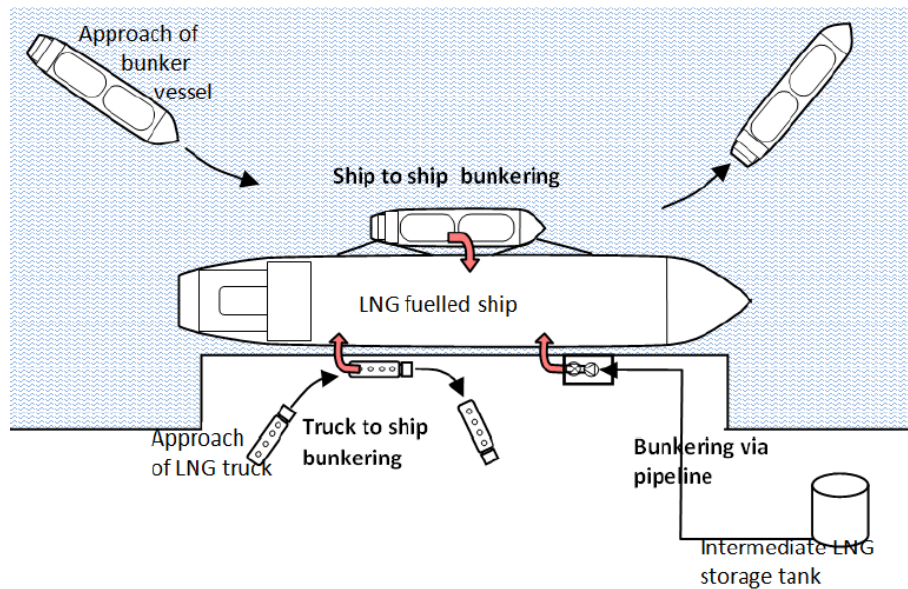 Approach of
bunker
vessel
Ship to ship bunkering
LNG fuelled ship
Approach
of LNG truck
Truck to ship
bunkering
Bunkering via
pipeline
Intermediate LNG
storage tank